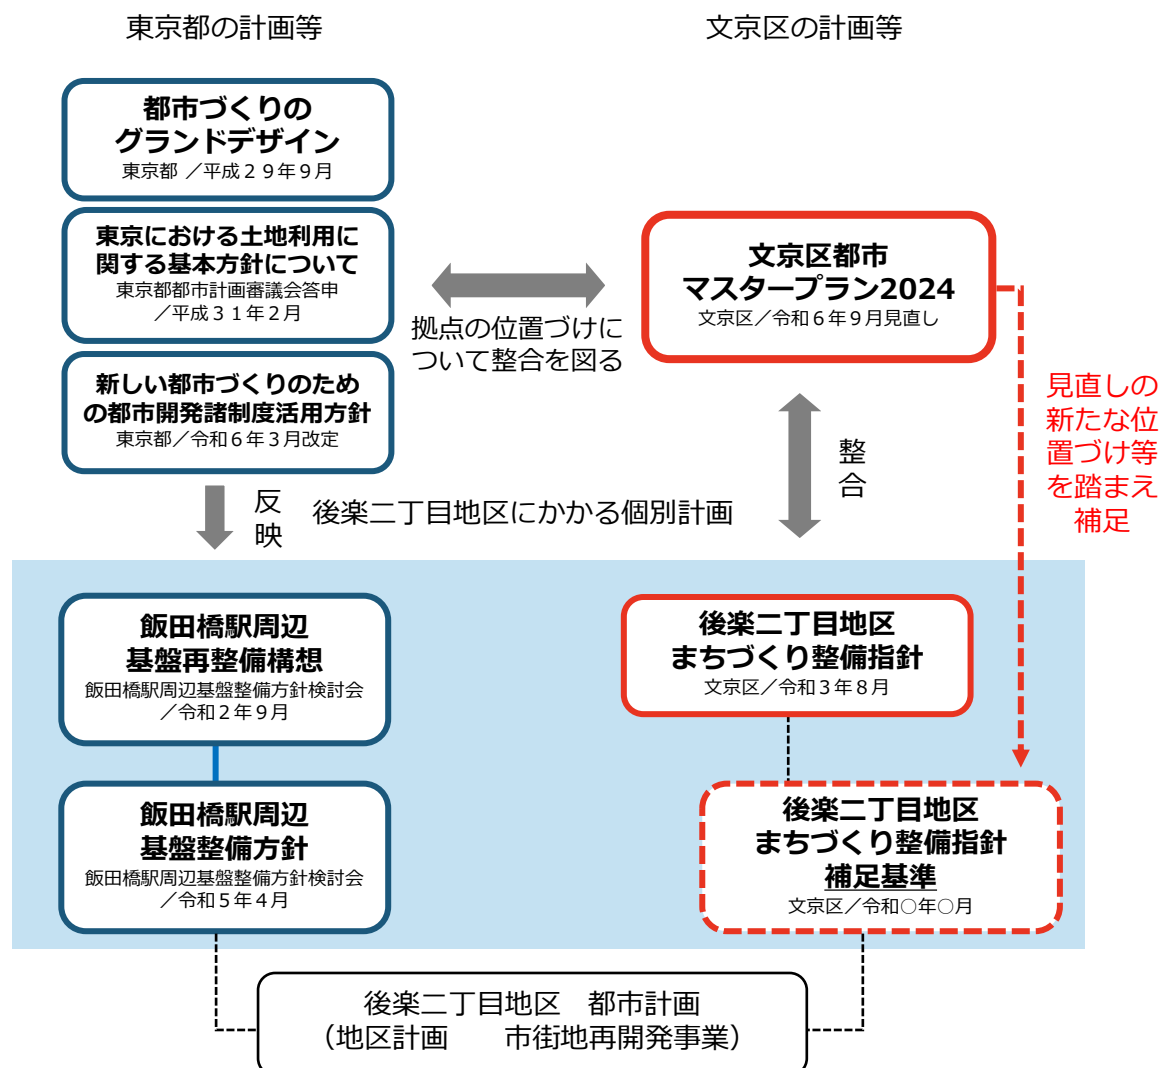 東京都の計画等
文京区の計画等
都市づくりの
グランドデザイン
東京都 ／平成２９年９月
東京における土地利用に
関する基本方針について
東京都都市計画審議会答申
／平成３１年２月
新しい都市づくりのため
の都市開発諸制度活用方針
東京都／令和６年３月改定
拠点の位置づけに
ついて整合を図る
文京区都市
マスタープラン2024
文京区／令和６年９月見直し
見直しの
新たな位
置づけ等
を踏まえ
補足
反
映
整
合
後楽二丁目地区にかかる個別計画
飯田橋駅周辺
基盤再整備構想
飯田橋駅周辺基盤整備方針検討会
／令和２年９月
後楽二丁目地区
まちづくり整備指針
文京区／令和３年８月
飯田橋駅周辺
基盤整備方針
飯田橋駅周辺基盤整備方針検討会
／令和５年４月
後楽二丁目地区
まちづくり整備指針
補足基準
文京区／令和○年○月
後楽二丁目地区　都市計画
（地区計画　　市街地再開発事業）